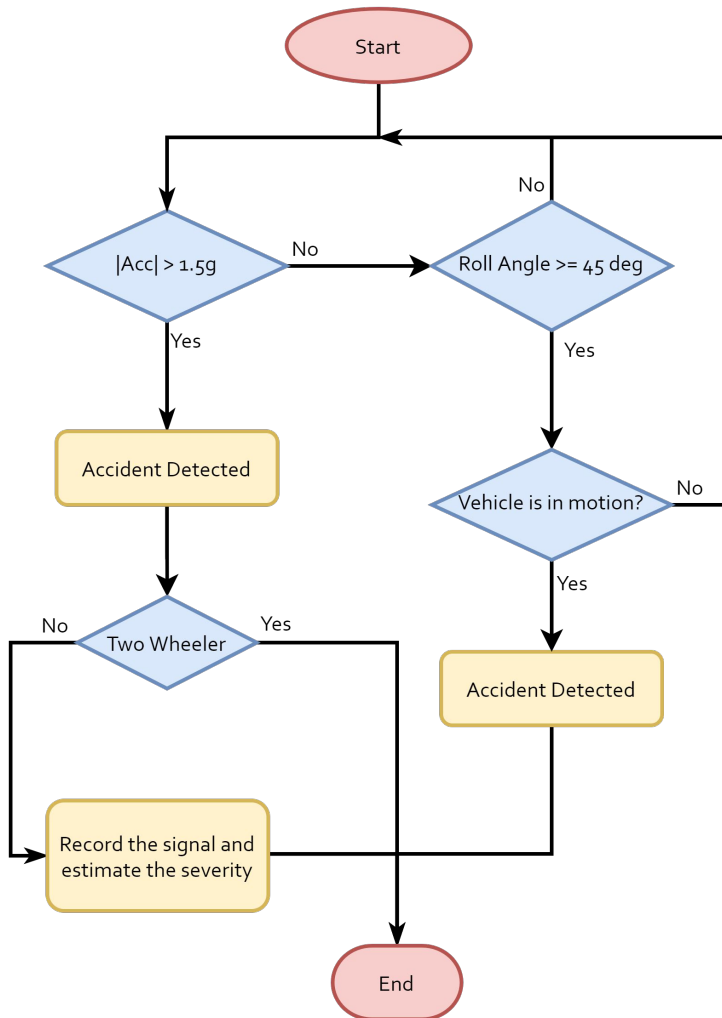 Start
No
|Acc| > 1.5g
No
Roll Angle >= 45 deg
Yes
Yes
Accident Detected
Vehicle is in motion?
No
Yes
No
Yes
Two Wheeler
Accident Detected
Record the signal and
estimate the severity
End